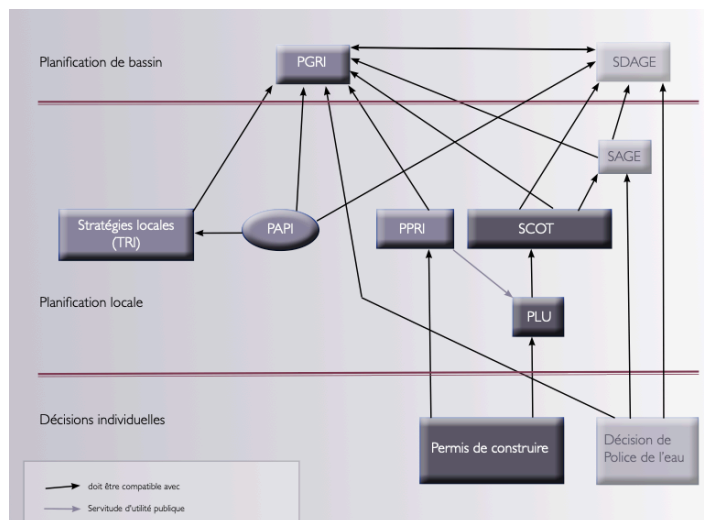 Planification de bassin
PGRI
SDAGE
SAGE
Stratégies locales
(TRI)
PAPI
PPRI
SCOT
Planification locale
PLU
Décisions individuelles
Permis de construire
Décision de
Police de l'eau
doit être compatible avec
Servitude d'utilité publique